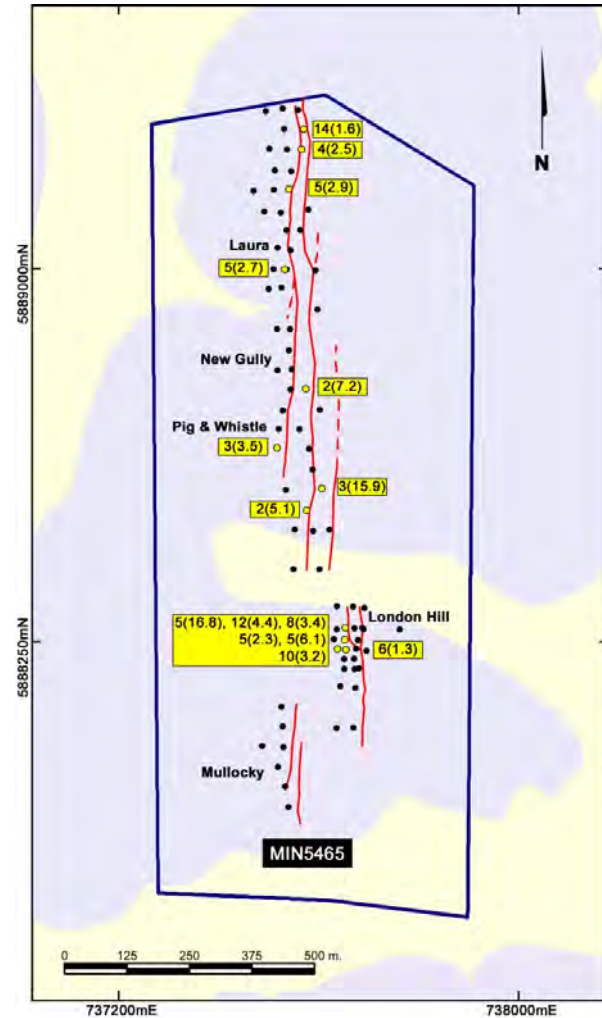 N
14(1.6)
4(2.5)
5(2.9)
Laura
5(2.7)
5889000mN
New Gully
2(7.2)
Pig & Whistle
3(3.5)
3(15.9)
2(5.1)
London Hill
5(16.8), 12(4.4), 8(3.4)
5(2.3), 5(6.1)
10(3.2)
6(1.3)
5888250mN
Mullocky
MIN5465
0 125 250 375 500 m.
737200mE 738000mE